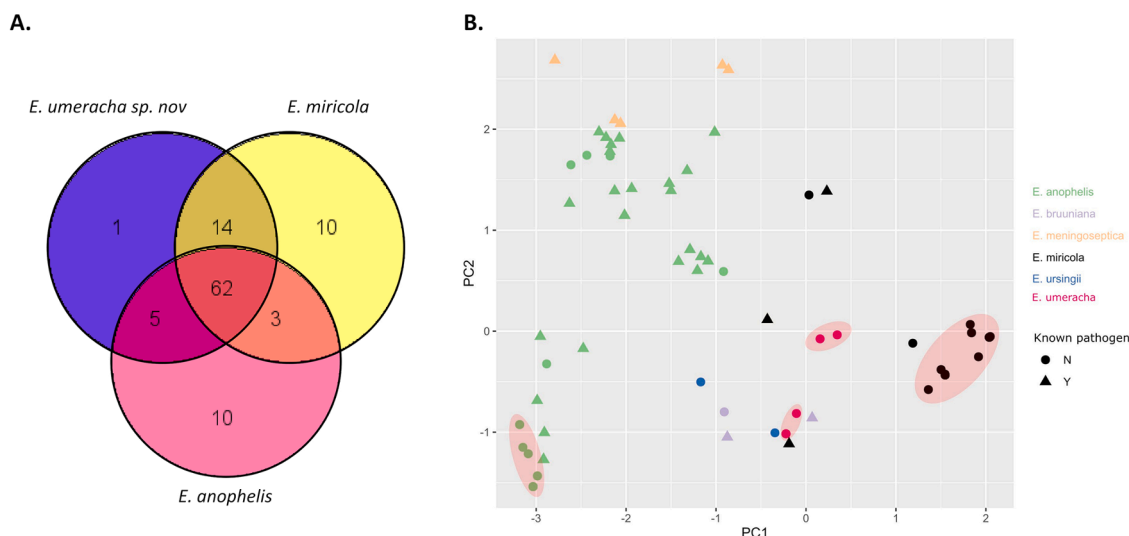 A.
E. umeracha sp. nov
E. miricola
1
14
10
62
5
3
10
E. anophelis
B.
PC2
2
1
0
-1
-3
-2
-1
0
1
2
PC1
E. anophelis
E. bruuniana
E. meningoseptica
E. miricola
E. ursingii
E. umeracha
Known pathogen
N
Y